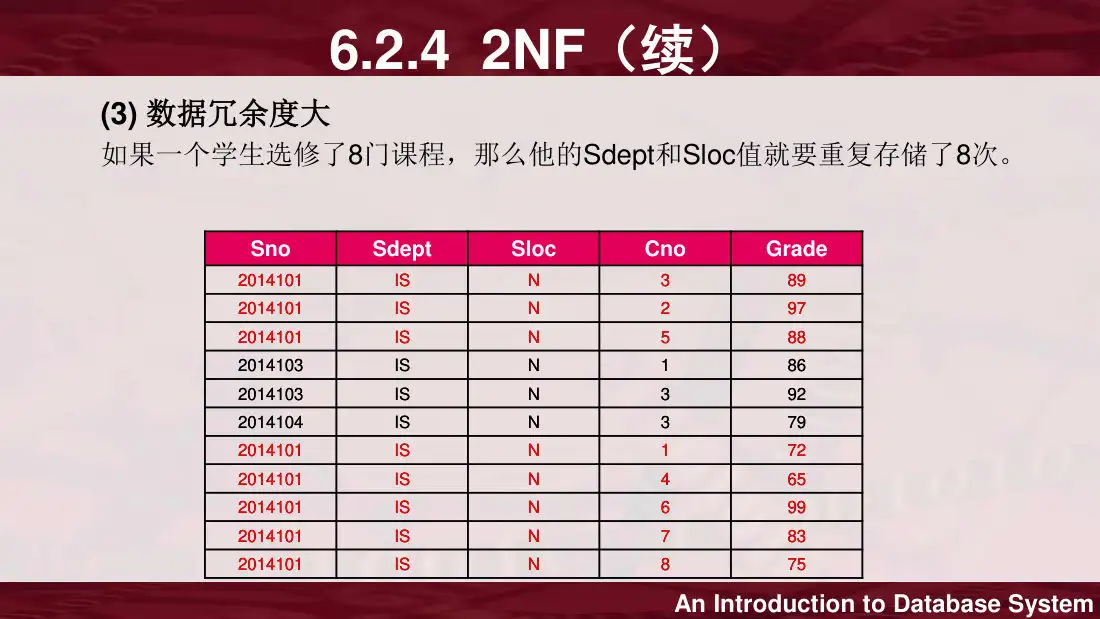 6.2.4 2NF（续）
(3) 数据冗余度大
如果一个学生选修了8门课程，那么他的Sdept和Sloc值就要重复存储了8次。
Sno Sdept Sloc Cno Grade
2014101 IS N 3 89
2014101 IS N 2 97
2014101 IS N 5 88
2014103 IS N 1 86
2014103 IS N 3 92
2014104 IS N 3 79
2014101 IS N 1 72
2014101 IS N 4 65
2014101 IS N 6 99
2014101 IS N 7 83
2014101 IS N 8 75
An Introduction to Database System